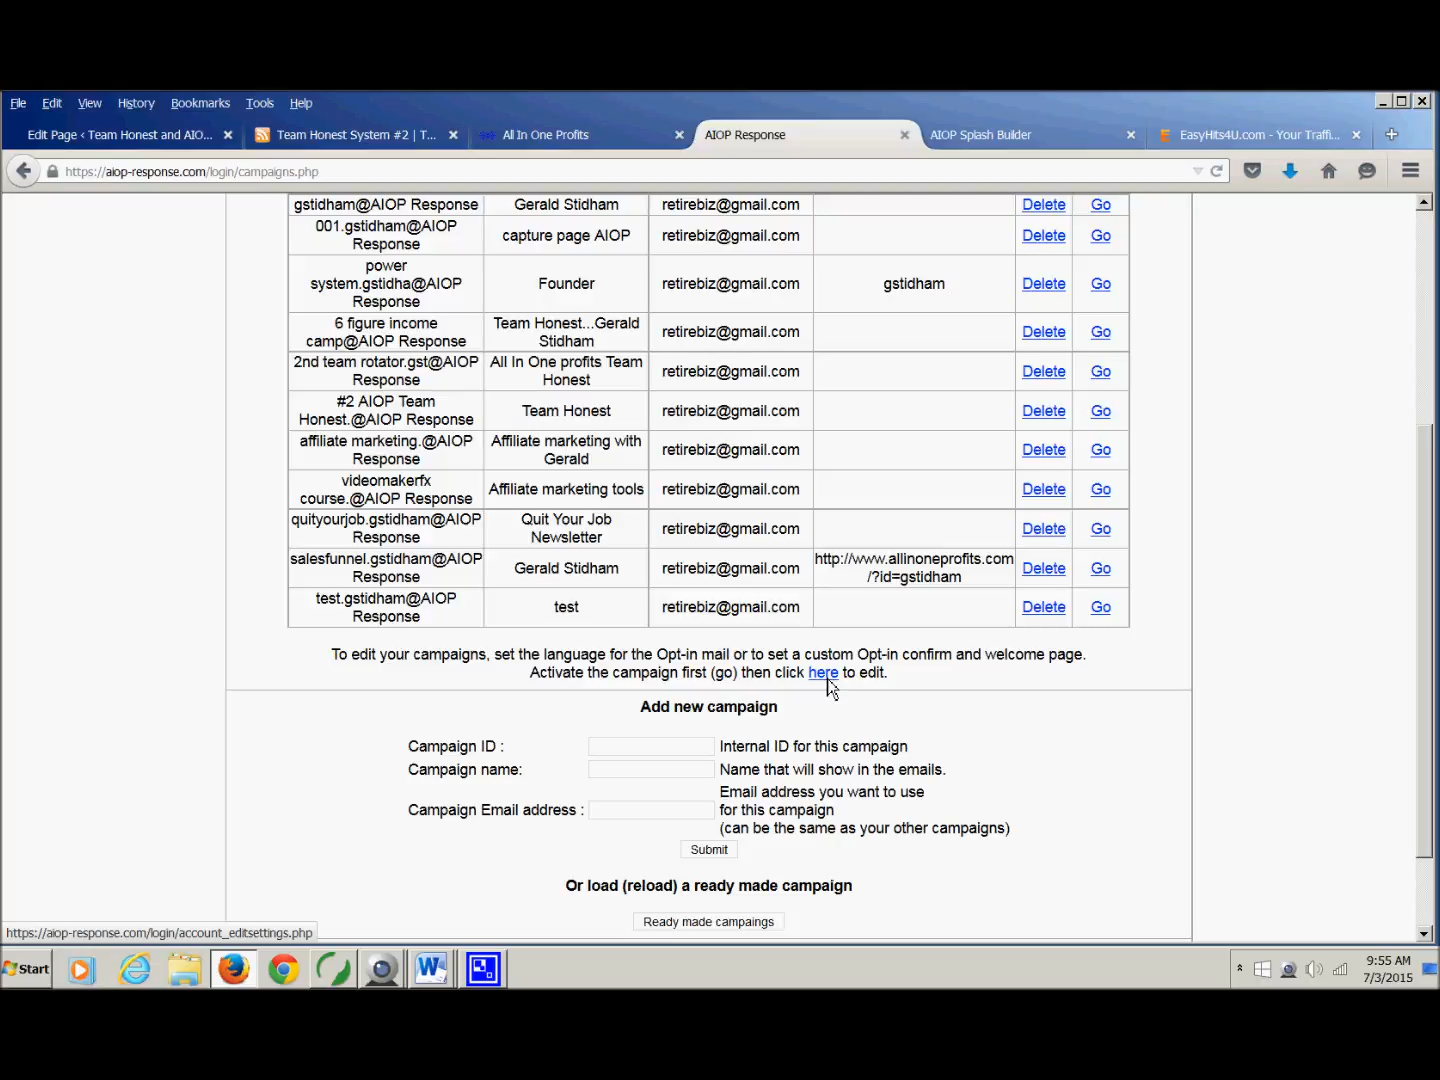 File Edit View History Bookmarks Tools Help
Edit Page ‹ Team Honest and AIO...
Team Honest System #2 | T...
All In One Profits
AIOP Response
AIOP Splash Builder
EasyHits4U.com - Your Traffi...
https://aiop-response.com/login/campaigns.php
gstidham@AIOP Response Gerald Stidham retirebiz@gmail.com Delete Go
001.gstidham@AIOP
Response
capture page AIOP retirebiz@gmail.com Delete Go
power
system.gstidha@AIOP
Response
Founder retirebiz@gmail.com gstidham Delete Go
6 figure income
camp@AIOP Response
Team Honest...Gerald
Stidham
retirebiz@gmail.com Delete Go
2nd team rotator.gst@AIOP
Response
All In One profits Team
Honest
retirebiz@gmail.com Delete Go
#2 AIOP Team
Honest.@AIOP Response
Team Honest retirebiz@gmail.com Delete Go
affiliate marketing.@AIOP
Response
Affiliate marketing with
Gerald
retirebiz@gmail.com Delete Go
videomakerfx
course.@AIOP Response
Affiliate marketing tools retirebiz@gmail.com Delete Go
quityourjob.gstidham@AIOP
Response
Quit Your Job
Newsletter
retirebiz@gmail.com Delete Go
salesfunnel.gstidham@AIOP
Response
Gerald Stidham retirebiz@gmail.com
http://www.allinoneprofits.com
/?id=gstidham
Delete Go
test.gstidham@AIOP
Response
test retirebiz@gmail.com Delete Go
To edit your campaigns, set the language for the Opt-in mail or to set a custom Opt-in confirm and welcome page.
Activate the campaign first (go) then click here to edit.
Add new campaign
Campaign ID : Internal ID for this campaign
Campaign name: Name that will show in the emails.
Campaign Email address :
Email address you want to use
for this campaign
(can be the same as your other campaigns)
Submit
Or load (reload) a ready made campaign
Ready made campaings
https://aiop-response.com/login/account_editsettings.php
Start
9:55 AM
7/3/2015